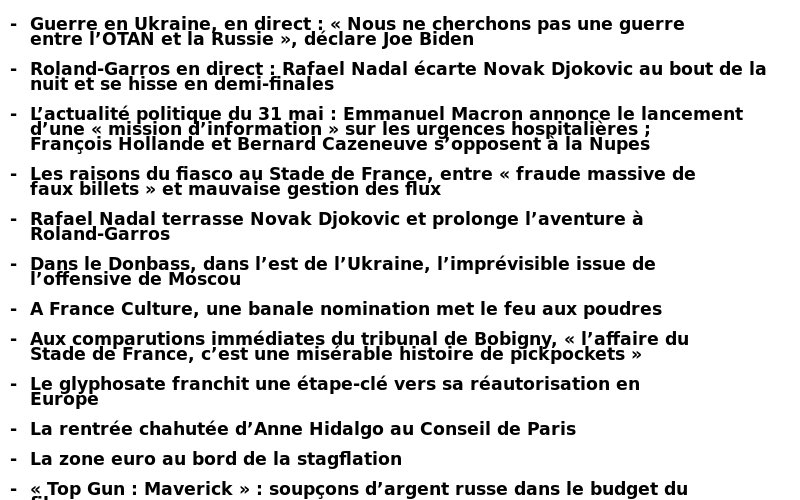 - Guerre en Ukraine, en direct : « Nous ne cherchons pas une guerre
entre l’OTAN et la Russie », déclare Joe Biden
- Roland-Garros en direct : Rafael Nadal écarte Novak Djokovic au bout de la
nuit et se hisse en demi-finales
- L’actualité politique du 31 mai : Emmanuel Macron annonce le lancement
d’une « mission d’information » sur les urgences hospitalières ;
François Hollande et Bernard Cazeneuve s’opposent à la Nupes
- Les raisons du fiasco au Stade de France, entre « fraude massive de
faux billets » et mauvaise gestion des flux
- Rafael Nadal terrasse Novak Djokovic et prolonge l’aventure à
Roland-Garros
- Dans le Donbass, dans l’est de l’Ukraine, l’imprévisible issue de
l’offensive de Moscou
- A France Culture, une banale nomination met le feu aux poudres
- Aux comparutions immédiates du tribunal de Bobigny, « l’affaire du
Stade de France, c’est une misérable histoire de pickpockets »
- Le glyphosate franchit une étape-clé vers sa réautorisation en
Europe
- La rentrée chahutée d’Anne Hidalgo au Conseil de Paris
- La zone euro au bord de la stagflation
- « Top Gun : Maverick » : soupçons d’argent russe dans le budget du